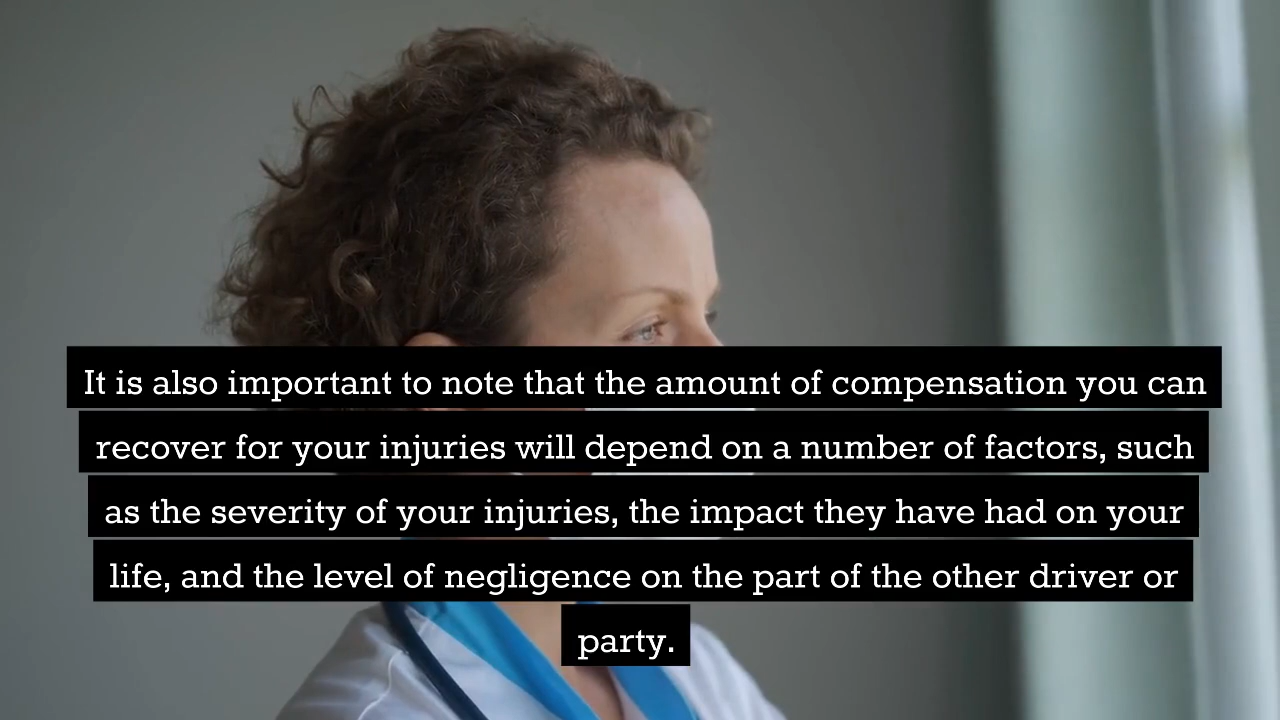 It is also important to note that the amount of compensation you can
recover for your injuries will depend on a number of factors, such
as the severity of your injuries, the impact they have had on your
life, and the level of negligence on the part of the other driver or
party.